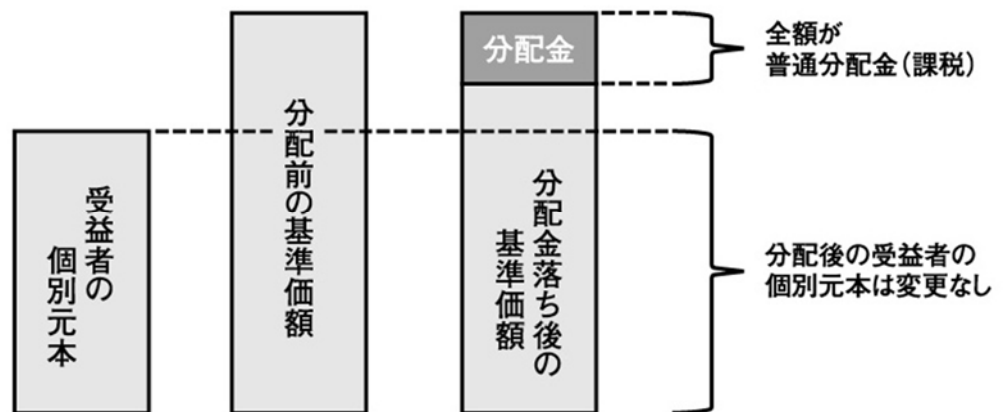 受益者の
個別元本
分配前の基準価額
分配金
分配金落ち後の
基準価額
全額が
普通分配金(課税)
分配後の受益者の
個別元本は変更なし